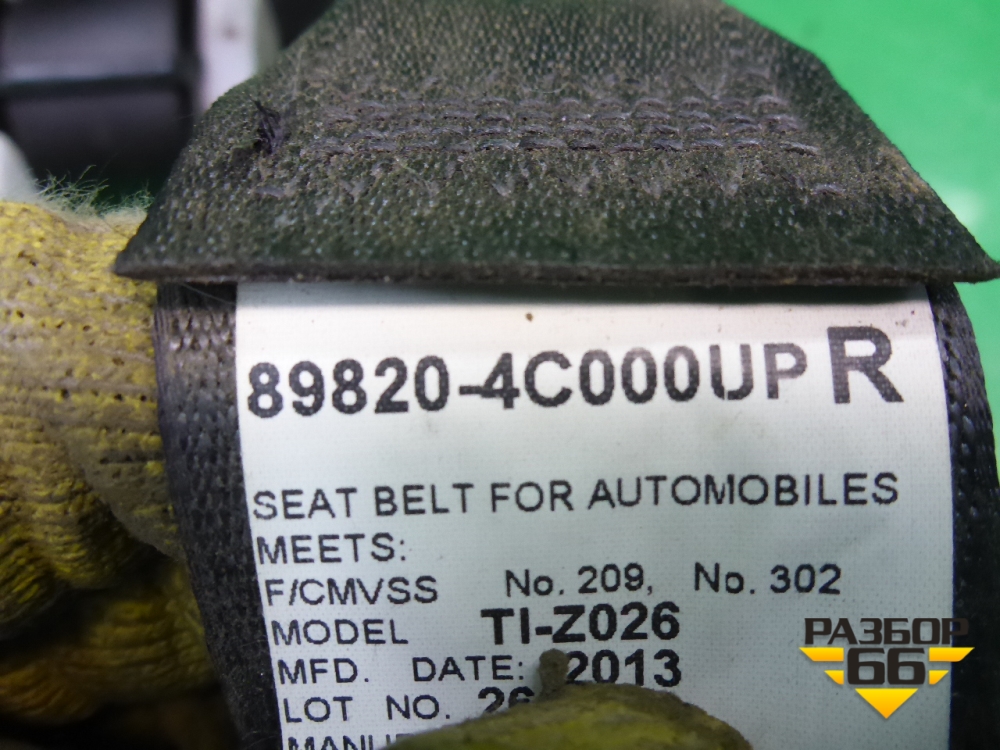 89820-4C000UP R
SEAT BELT FOR AUTOMOBILES
MEETS:
F/CMVSS No. 209, No. 302
MODEL TI-Z026
MFD. DATE: 2013
LOT NO.
РАЗБОР
66